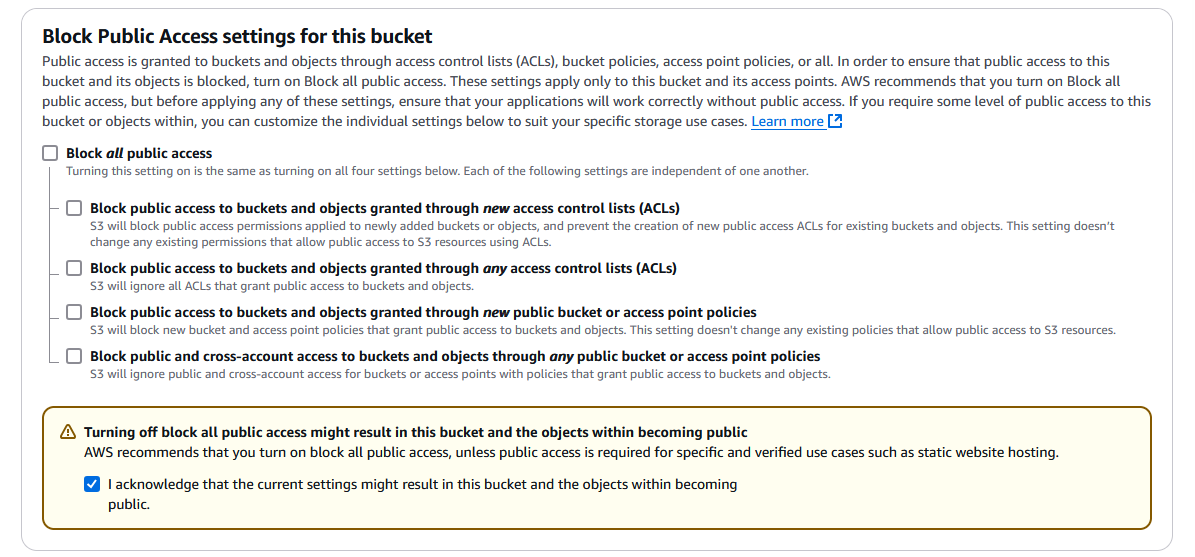 Block Public Access settings for this bucket
Public access is granted to buckets and objects through access control lists (ACLs), bucket policies, access point policies, or all. In order to ensure that public access to this
bucket and its objects is blocked, turn on Block all public access. These settings apply only to this bucket and its access points. AWS recommends that you turn on Block all
public access, but before applying any of these settings, ensure that your applications will work correctly without public access. If you require some level of public access to this
bucket or objects within, you can customize the individual settings below to suit your specific storage use cases. Learn more
Block all public access
Turning this setting on is the same as turning on all four settings below. Each of the following settings are independent of one another.
Block public access to buckets and objects granted through new access control lists (ACLs)
S3 will block public access permissions applied to newly added buckets or objects, and prevent the creation of new public access ACLs for existing buckets and objects. This setting doesn't
change any existing permissions that allow public access to S3 resources using ACLs.
Block public access to buckets and objects granted through any access control lists (ACLs)
S3 will ignore all ACLs that grant public access to buckets and objects.
Block public access to buckets and objects granted through new public bucket or access point policies
S3 will block new bucket and access point policies that grant public access to buckets and objects. This setting doesn't change any existing policies that allow public access to S3 resources.
Block public and cross-account access to buckets and objects through any public bucket or access point policies
S3 will ignore public and cross-account access for buckets or access points with policies that grant public access to buckets and objects.
Turning off block all public access might result in this bucket and the objects within becoming public
AWS recommends that you turn on block all public access, unless public access is required for specific and verified use cases such as static website hosting.
I acknowledge that the current settings might result in this bucket and the objects within becoming
public.